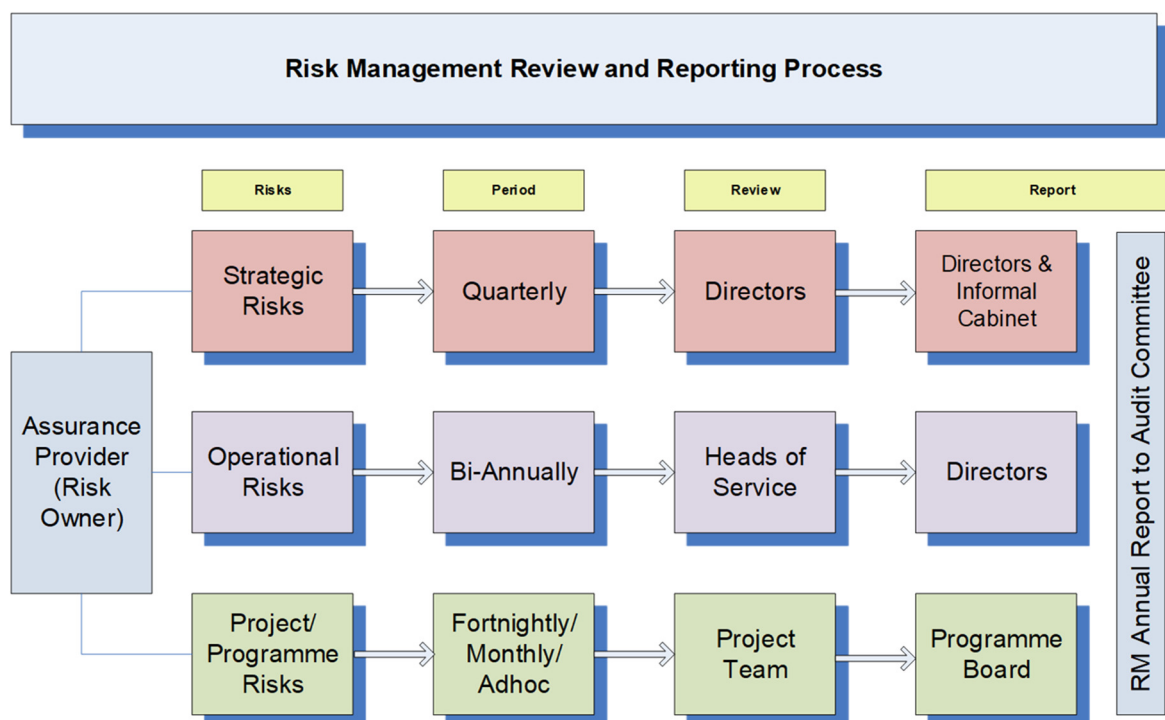 Risk Management Review and Reporting Process
Risks
Period
Review
Report
Assurance
Provider
(Risk
Owner)
Strategic
Risks
Quarterly
Directors
Directors &
Informal
Cabinet
Operational
Risks
Bi-Annually
Heads of
Service
Directors
Project/
Programme
Risks
Fortnightly/
Monthly/
Adhoc
Project
Team
Programme
Board
RM Annual Report to Audit Committee